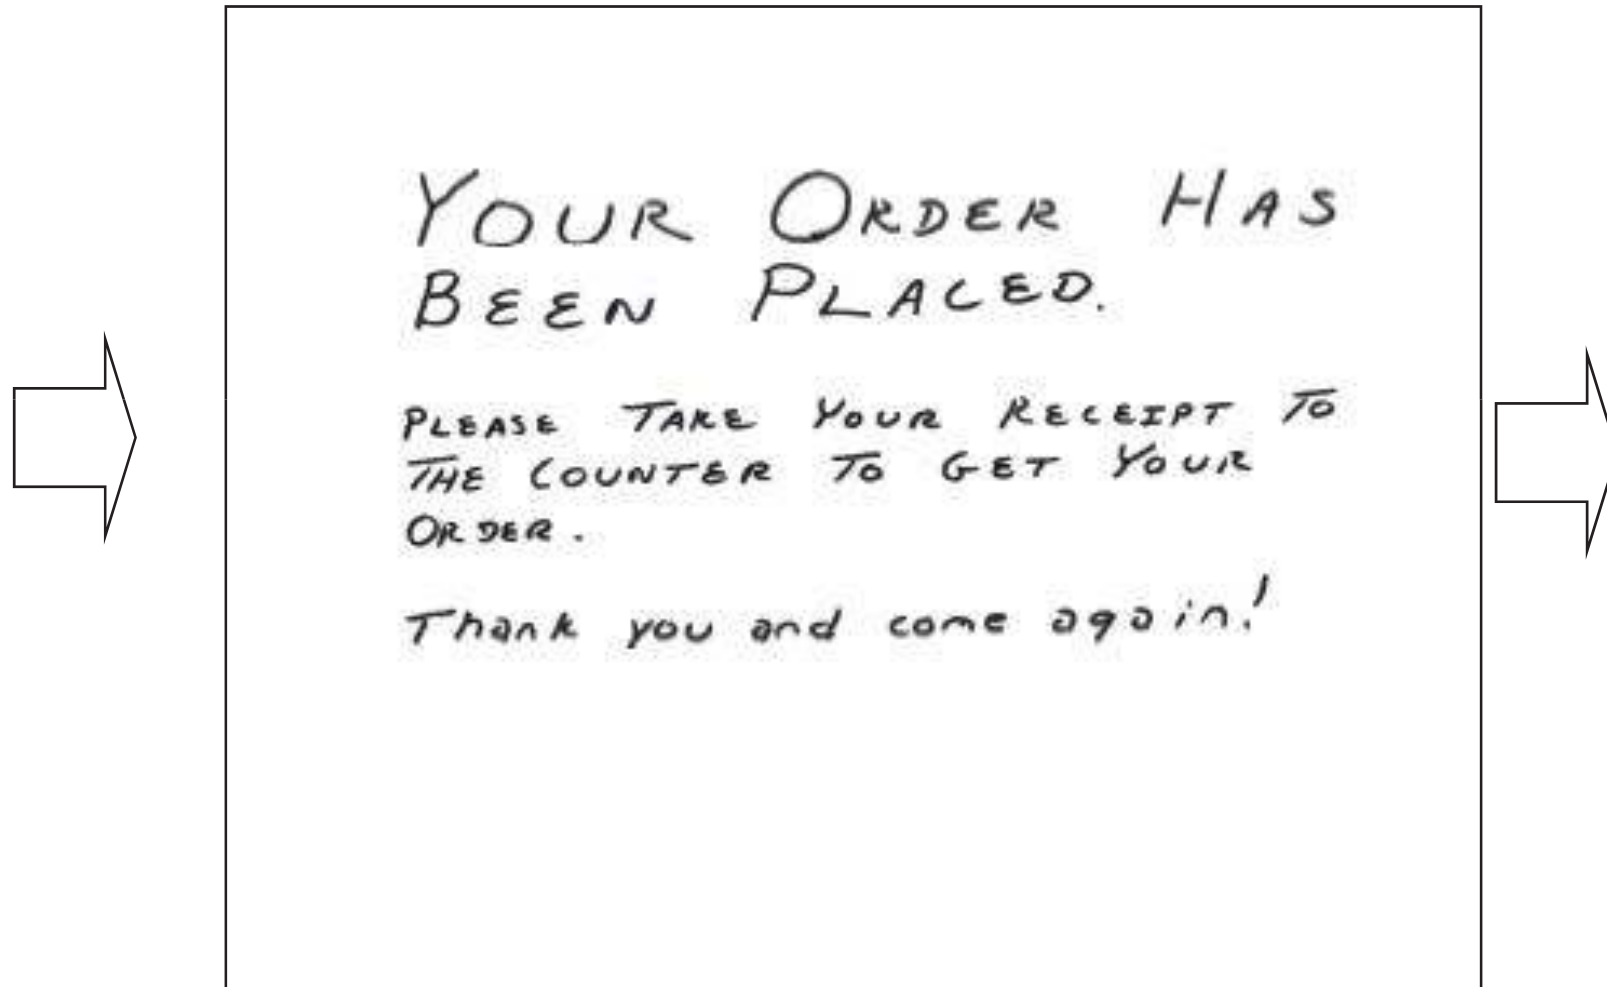 YOUR ORDER HAS
BEEN PLACED.
PLEASE TAKE YOUR RECEIPT TO
THE COUNTER TO GET YOUR
ORDER.
Thank you and come again!